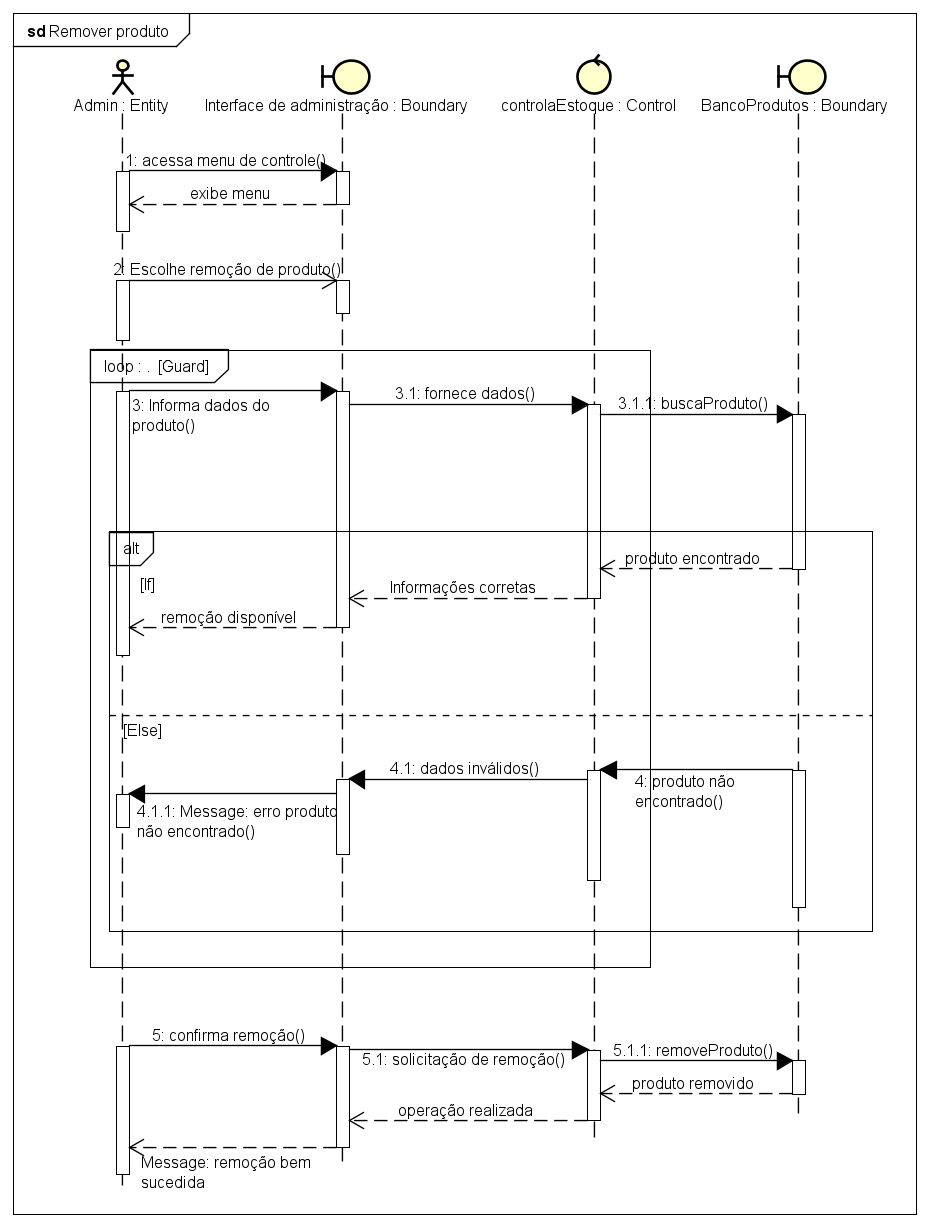 sd Remover produto
Admin : Entity
Interface de administração : Boundary
controlaEstoque : Control
BancoProdutos : Boundary
1: acessa menu de controle()
exibe menu
2: Escolhe remoção de produto()
loop : . [Guard]
3: Informa dados do
produto()
3.1: fornece dados()
3.1.1: buscaProduto()
alt
[If]
produto encontrado
Informações corretas
remoção disponível
[Else]
4: produto não
encontrado()
4.1: dados inválidos()
4.1.1: Message: erro produto
não encontrado()
5: confirma remoção()
5.1: solicitação de remoção()
5.1.1: removeProduto()
produto removido
operação realizada
Message: remoção bem
sucedida